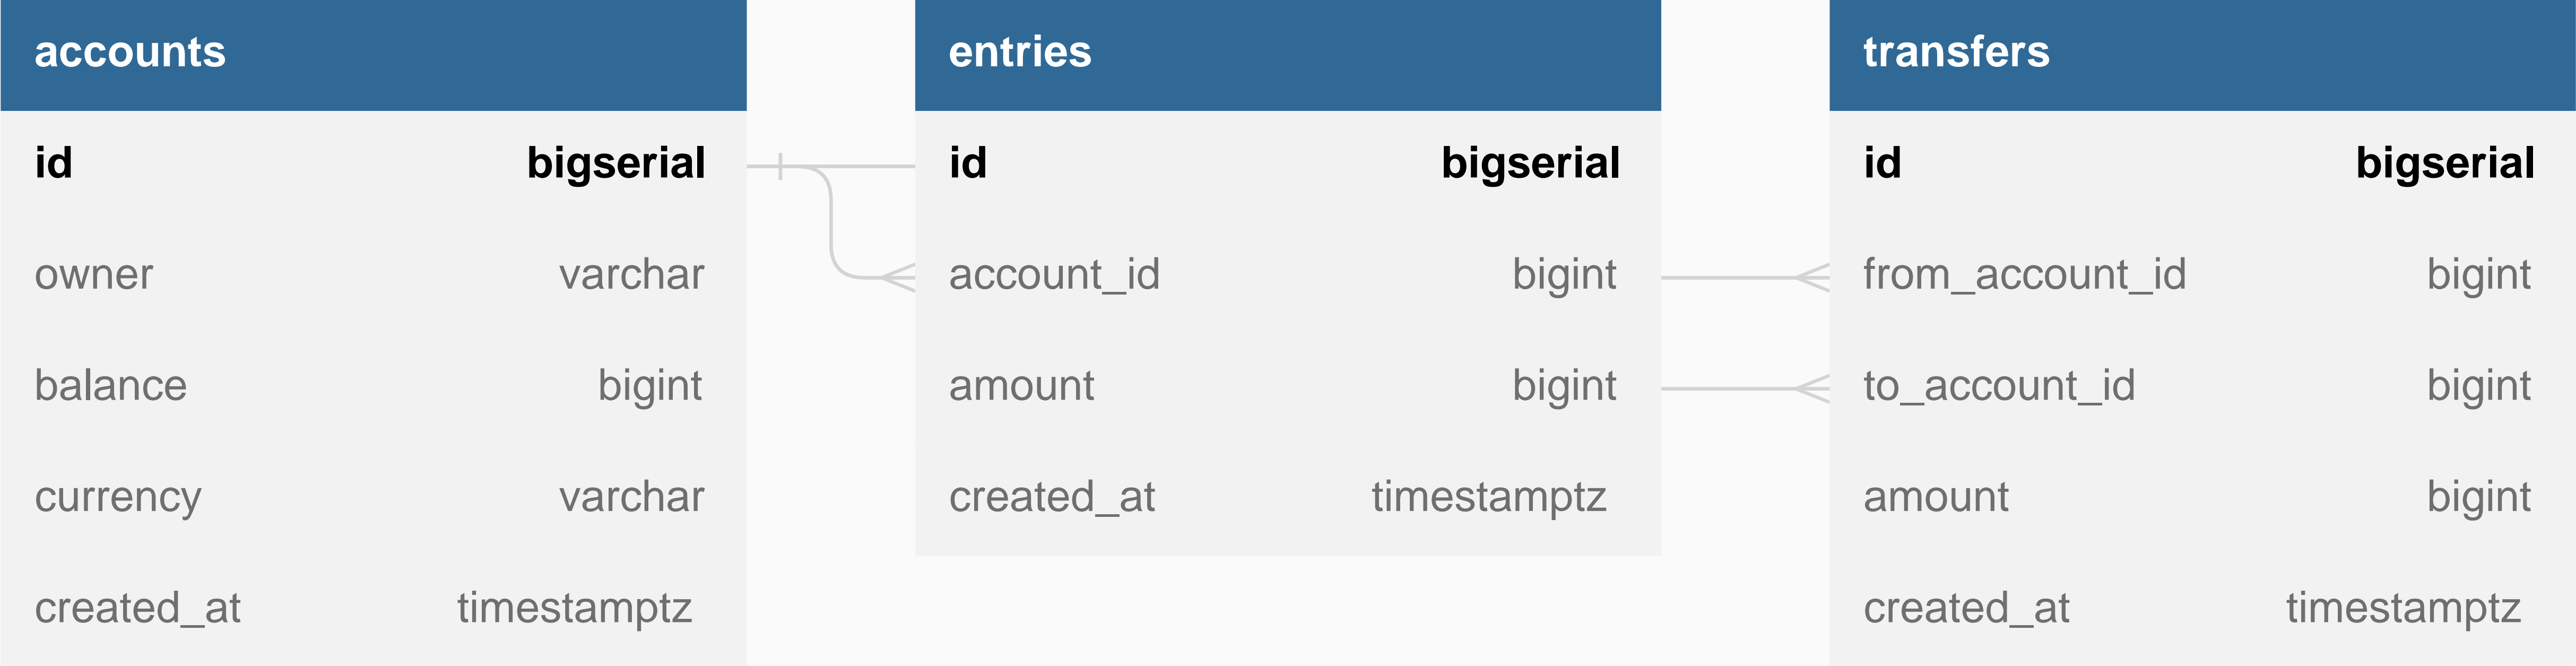 accounts
id bigserial
owner varchar
balance bigint
currency varchar
created_at timestamptz
entries
id bigserial
account_id bigint
amount bigint
created_at timestamptz
transfers
id bigserial
from_account_id bigint
to_account_id bigint
amount bigint
created_at timestamptz